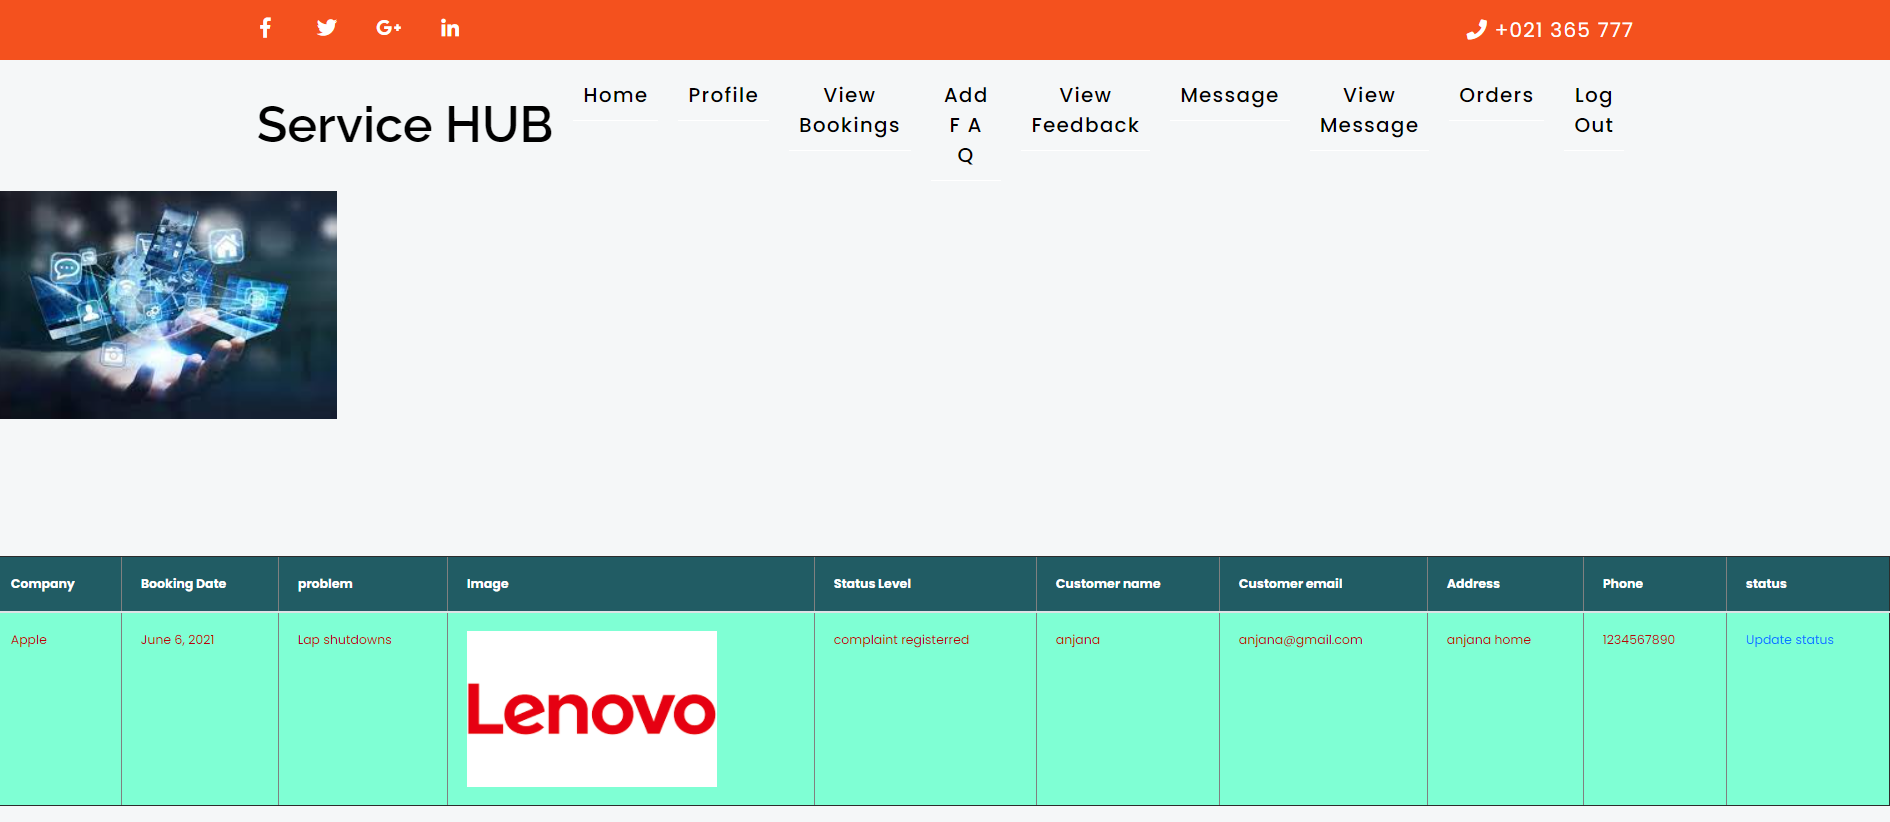 +021 365 777
Service HUB
Home
Profile
View
Bookings
Add
F A
Q
View
Feedback
Message
View
Message
Orders
Log
Out
Company
Booking Date
problem
Image
Status Level
Customer name
Customer email
Address
Phone
status
Apple
June 6, 2021
Lap shutdowns
Lenovo
complaint registerred
anjana
anjana@gmail.com
anjana home
1234567890
Update status